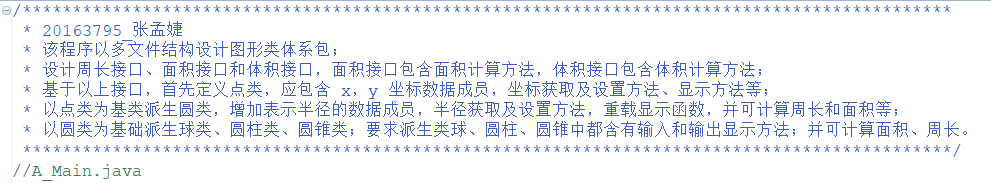 /******************************************************************************************
* 20163795_张孟婕
* 该程序以多文件结构设计图形类体系包；
* 设计周长接口、面积接口和体积接口，面积接口包含面积计算方法，体积接口包含体积计算方法；
* 基于以上接口，首先定义点类，应包含 x，y 坐标数据成员，坐标获取及设置方法、显示方法等；
* 以点类为基类派生圆类，增加表示半径的数据成员，半径获取及设置方法，重载显示函数，并可计算周长和面积等；
* 以圆类为基础派生球类、圆柱类、圆锥类；要求派生类球、圆柱、圆锥中都含有输入和输出显示方法；并可计算面积、周长。
******************************************************************************************/
//A_Main.java